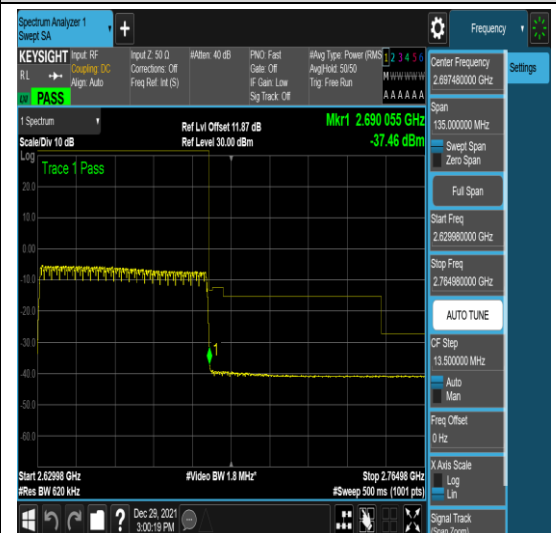 Spectrum Analyzer 1
Swept SA
+
Frequency
KEYSIGHT
RL
PASS
Input: RF
Coupling: DC
Align: Auto
Input Z: 50 Ω
Corrections: Off
Freq Ref: Int (S)
#Atten: 40 dB
PNO: Fast
Gate: Off
IF Gain: Low
Sig Track: Off
#Avg Type: Power (RMS
Avg|Hold: 50/50
Trig: Free Run
1 2 3 4 5 6
M W W W W W
A A A A A A
Settings
1 Spectrum
Scale/Div 10 dB
Ref Lvl Offset 11.87 dB
Ref Level 30.00 dBm
Mkr1 2.690 055 GHz
-37.46 dBm
Log
Trace 1 Pass
20.0
10.0
0.00
-10.0
-20.0
-30.0
-40.0
-50.0
-60.0
1
Start 2.62998 GHz
#Res BW 620 kHz
#Video BW 1.8 MHz*
Stop 2.76498 GHz
#Sweep 500 ms (1001 pts)
Center Frequency
2.697480000 GHz
Span
135.000000 MHz
Swept Span
Zero Span
Full Span
Start Freq
2.629980000 GHz
Stop Freq
2.764980000 GHz
AUTO TUNE
CF Step
13.500000 MHz
Auto
Man
Freq Offset
0 Hz
X Axis Scale
Log
Lin
Signal Track
(Span Zoom)
?
Dec 29, 2021
3:00:19 PM